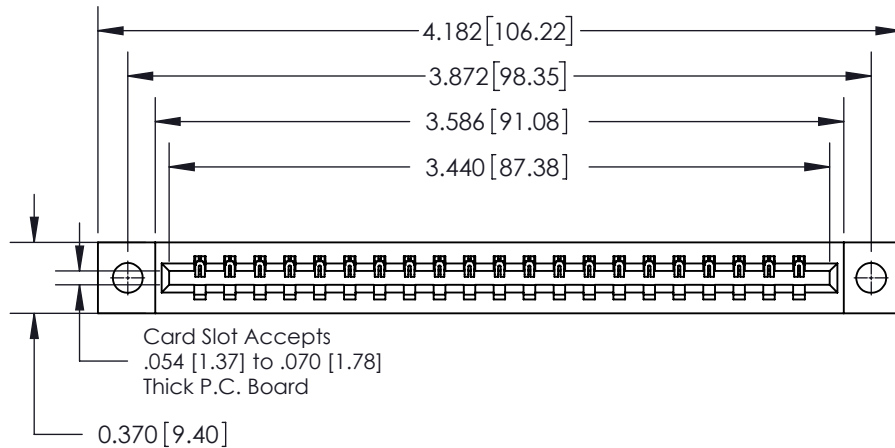 4.182[106.22]
3.872[98.35]
3.586[91.08]
3.440[87.38]
Card Slot Accepts
.054 [1.37] to .070 [1.78]
Thick P.C. Board
0.370[9.40]